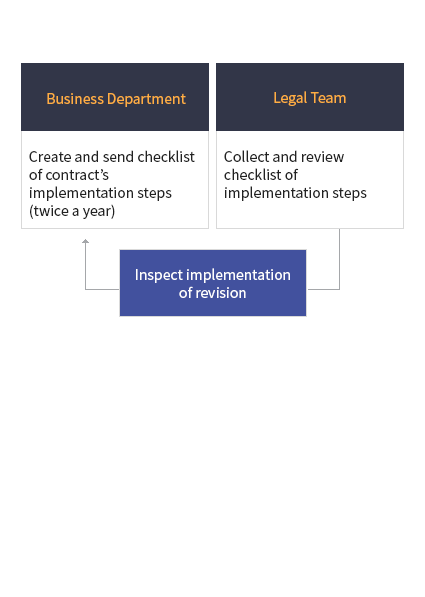 Business Department
Legal Team
Create and send checklist
of contract’s
implementation steps
(twice a year)
Collect and review
checklist of
implementation steps
Inspect implementation
of revision